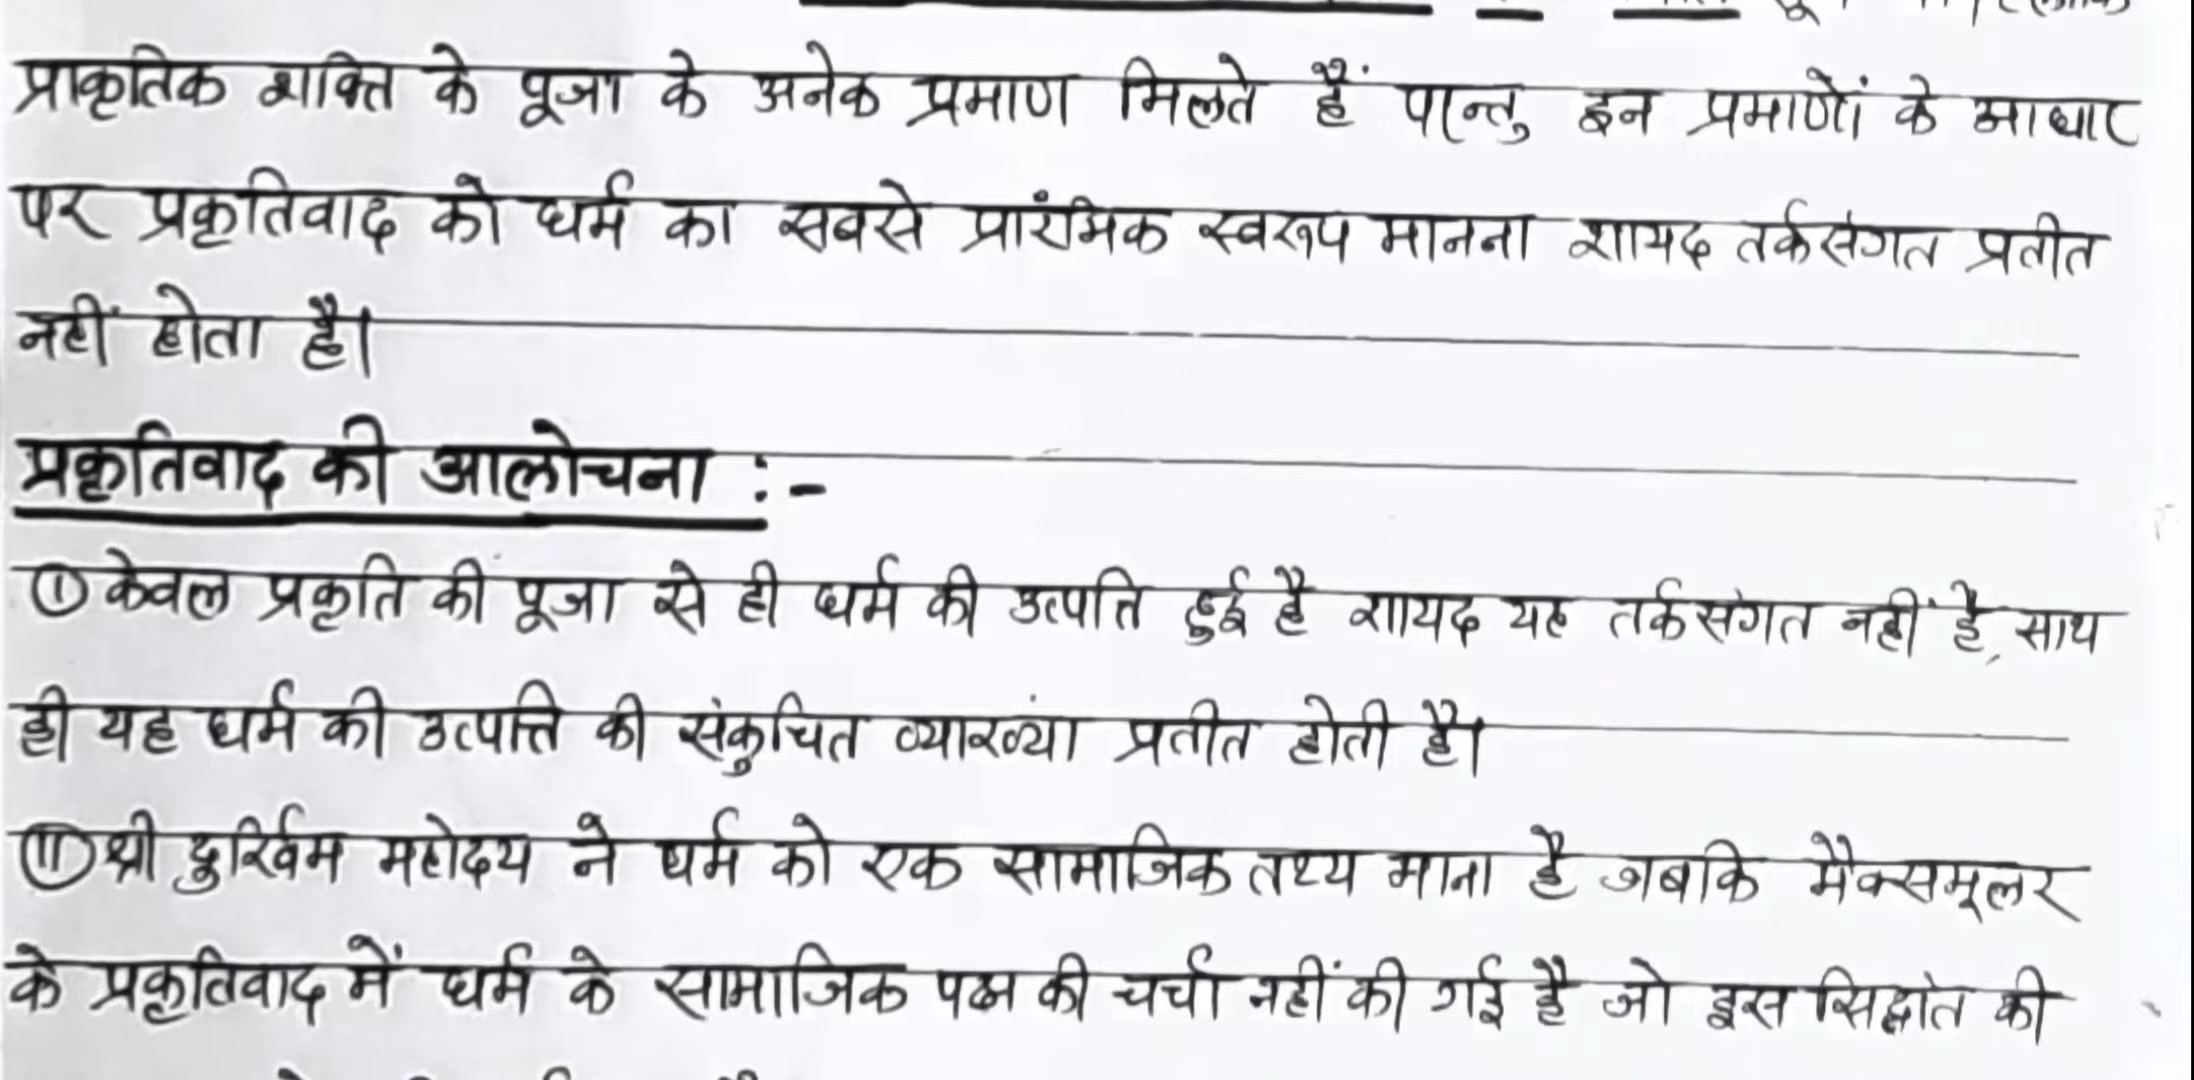 प्राकृतिक शक्ति के पूजा के अनेक प्रमाण मिलते हैं परन्तु इन प्रमाणों के आधार
पर प्रकृतिवाद को धर्म का सबसे प्रारंभिक स्वरूप मानना शायद तर्कसंगत प्रतीत
नहीं होता है।
प्रकृतिवाद की आलोचना :-
① केवल प्रकृति की पूजा से ही धर्म की उत्पत्ति हुई है शायद यह तर्कसंगत नहीं है, साथ
ही यह धर्म की उत्पत्ति की संकुचित व्याख्यां प्रतीत होती है।
⑪ श्री दुर्खिम महोदय ने धर्म को एक सामाजिक तथ्य माना है जबकि मैक्समूलर
के प्रकृतिवाद में धर्म के सामाजिक पक्ष की चर्चा नहीं की गई है जो इस सिद्धांत की